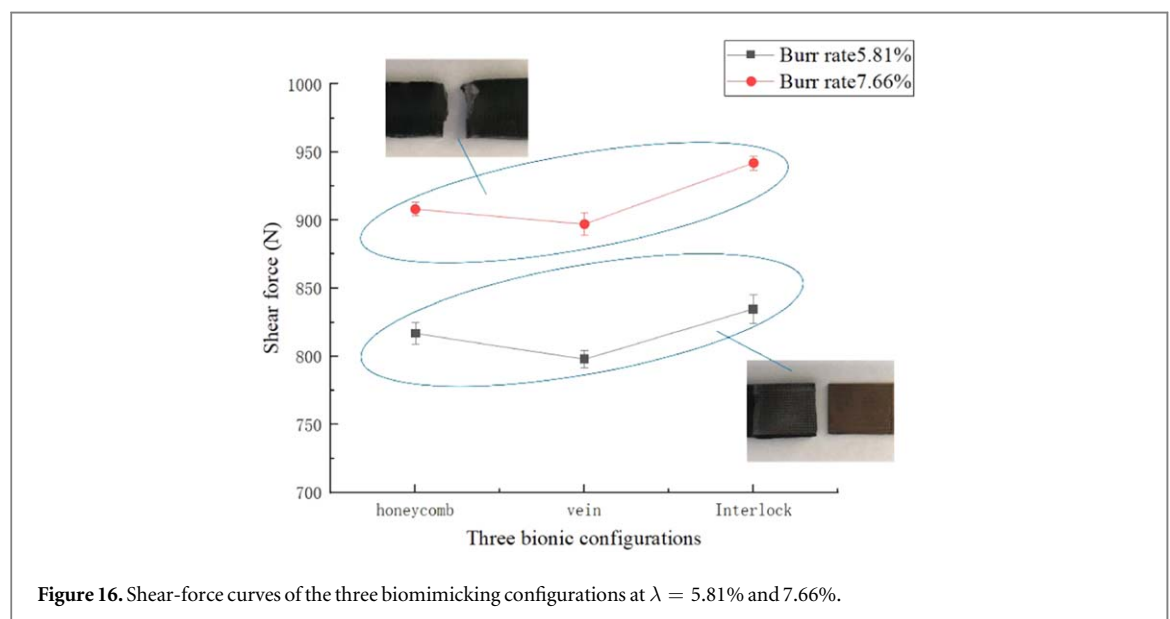 Burr rate5.81%
Burr rate7.66%
1000
950
900
850
800
750
700
Shear force (N)
honeycomb vein Interlock
Three bionic configurations
Figure 16. Shear-force curves of the three biomimicking configurations at λ = 5.81% and 7.66%.